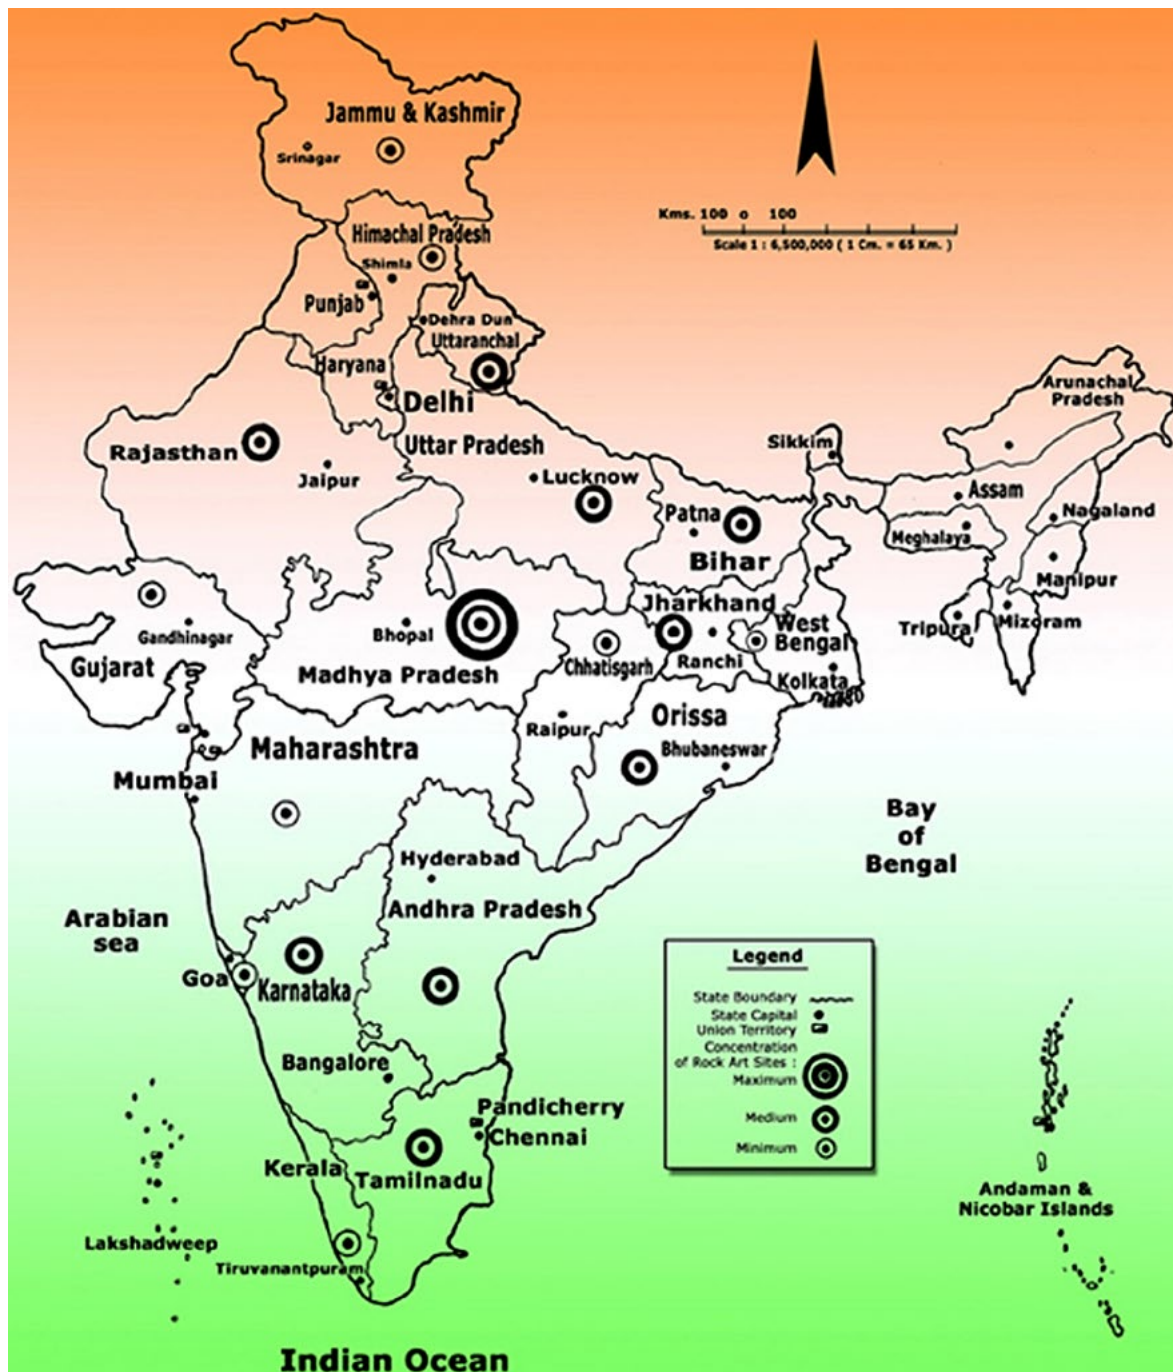 Jammu & Kashmir
Srinagar
Kms. 100 o 100
Scale 1 : 6,500,000 ( 1 Cm. = 65 Km. )
Himachal Pradesh
Shimla
Punjab
Dehra Dun
Uttaranchal
Haryana
Delhi
Arunachal
Pradesh
Rajasthan
Jaipur
Uttar Pradesh
Lucknow
Sikkim
Assam
Patna
Bihar
Nagaland
Meghalaya
Manipur
Gandhinagar
Gujarat
Bhopal
Madhya Pradesh
Chhatisgarh
Jharkhand
Ranchi
West
Bengal
Kolkata
Tripura
Mizoram
Raipur
Orissa
Bhubaneswar
Maharashtra
Mumbai
Bay
of
Bengal
Hyderabad
Andhra Pradesh
Arabian
sea
Goa
Karnataka
Bangalore
Legend
State Boundary
State Capital
Union Territory
Concentration
of Rock Art Sites :
Maximum
Medium
Minimum
Pandicherry
Chennai
Kerala
Tamilnadu
Tiruvanantpuram
Lakshadweep
Andaman &
Nicobar Islands
Indian Ocean